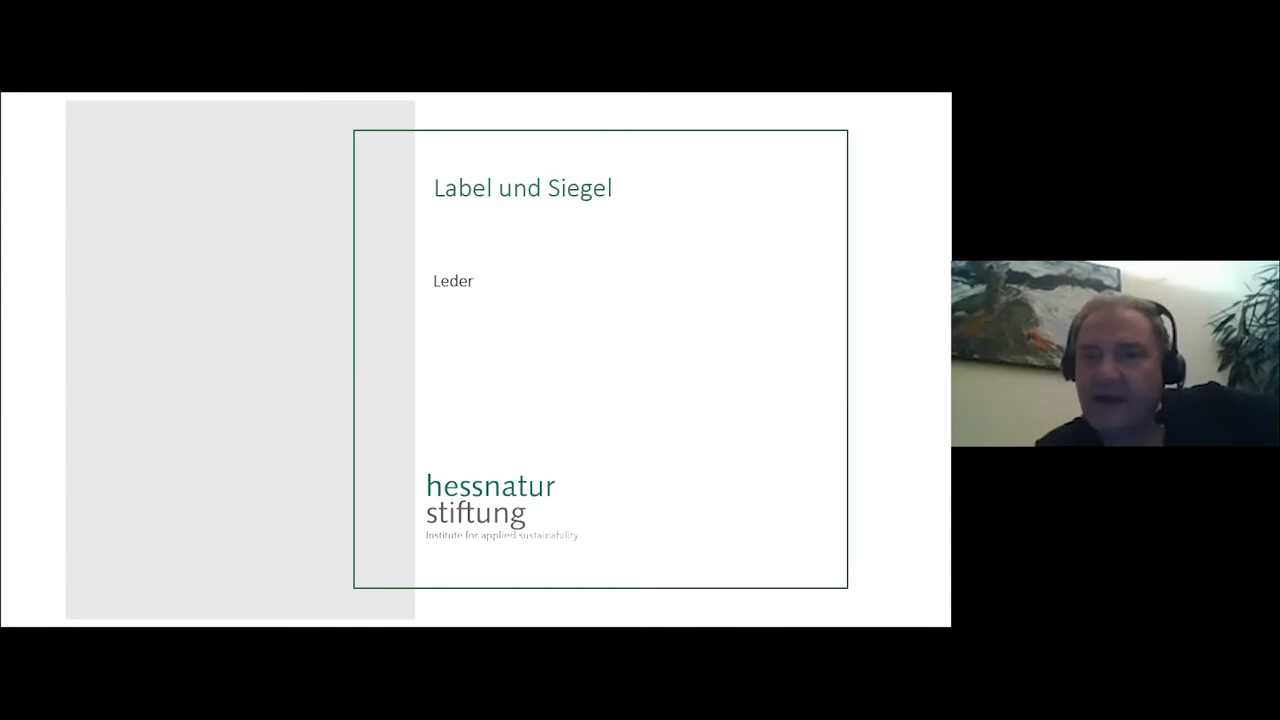 Label und Siegel
Leder
hessnatur
stiftung
Institute for applied sustainability